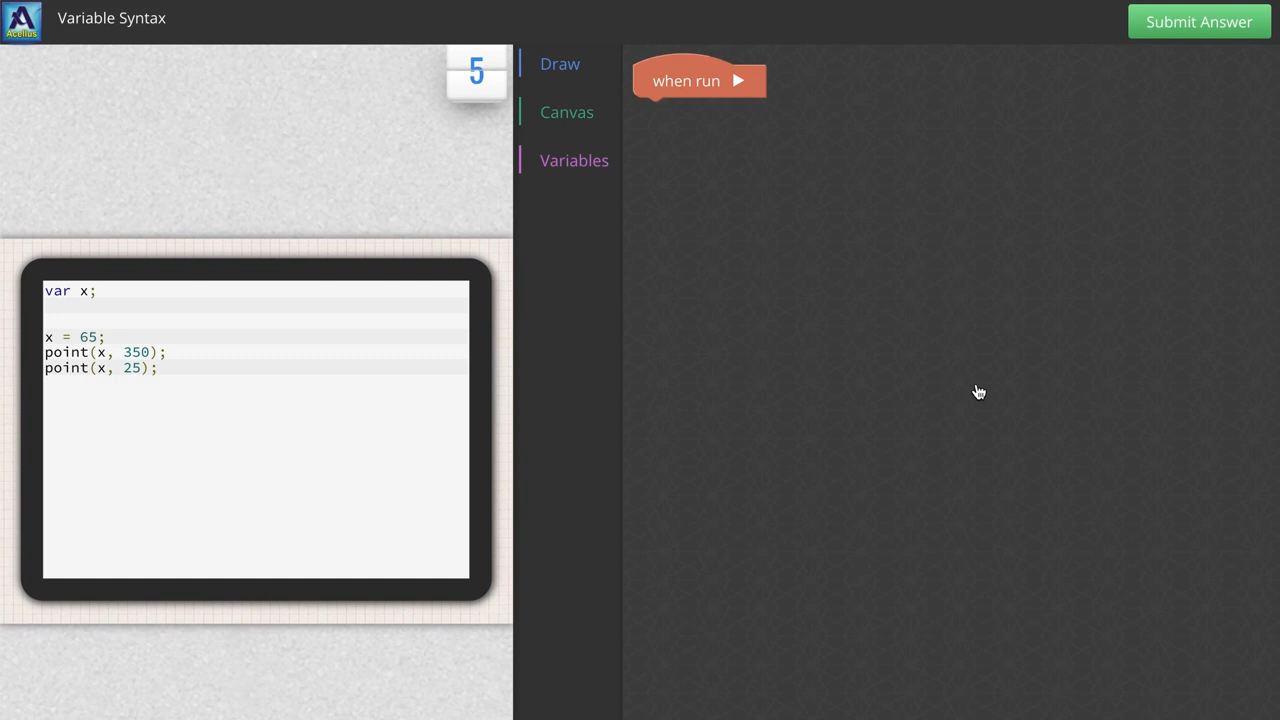 Acellus
Variable Syntax
Submit Answer
5
Draw
Canvas
Variables
when run
var x;
x = 65;
point(x, 350);
point(x, 25);